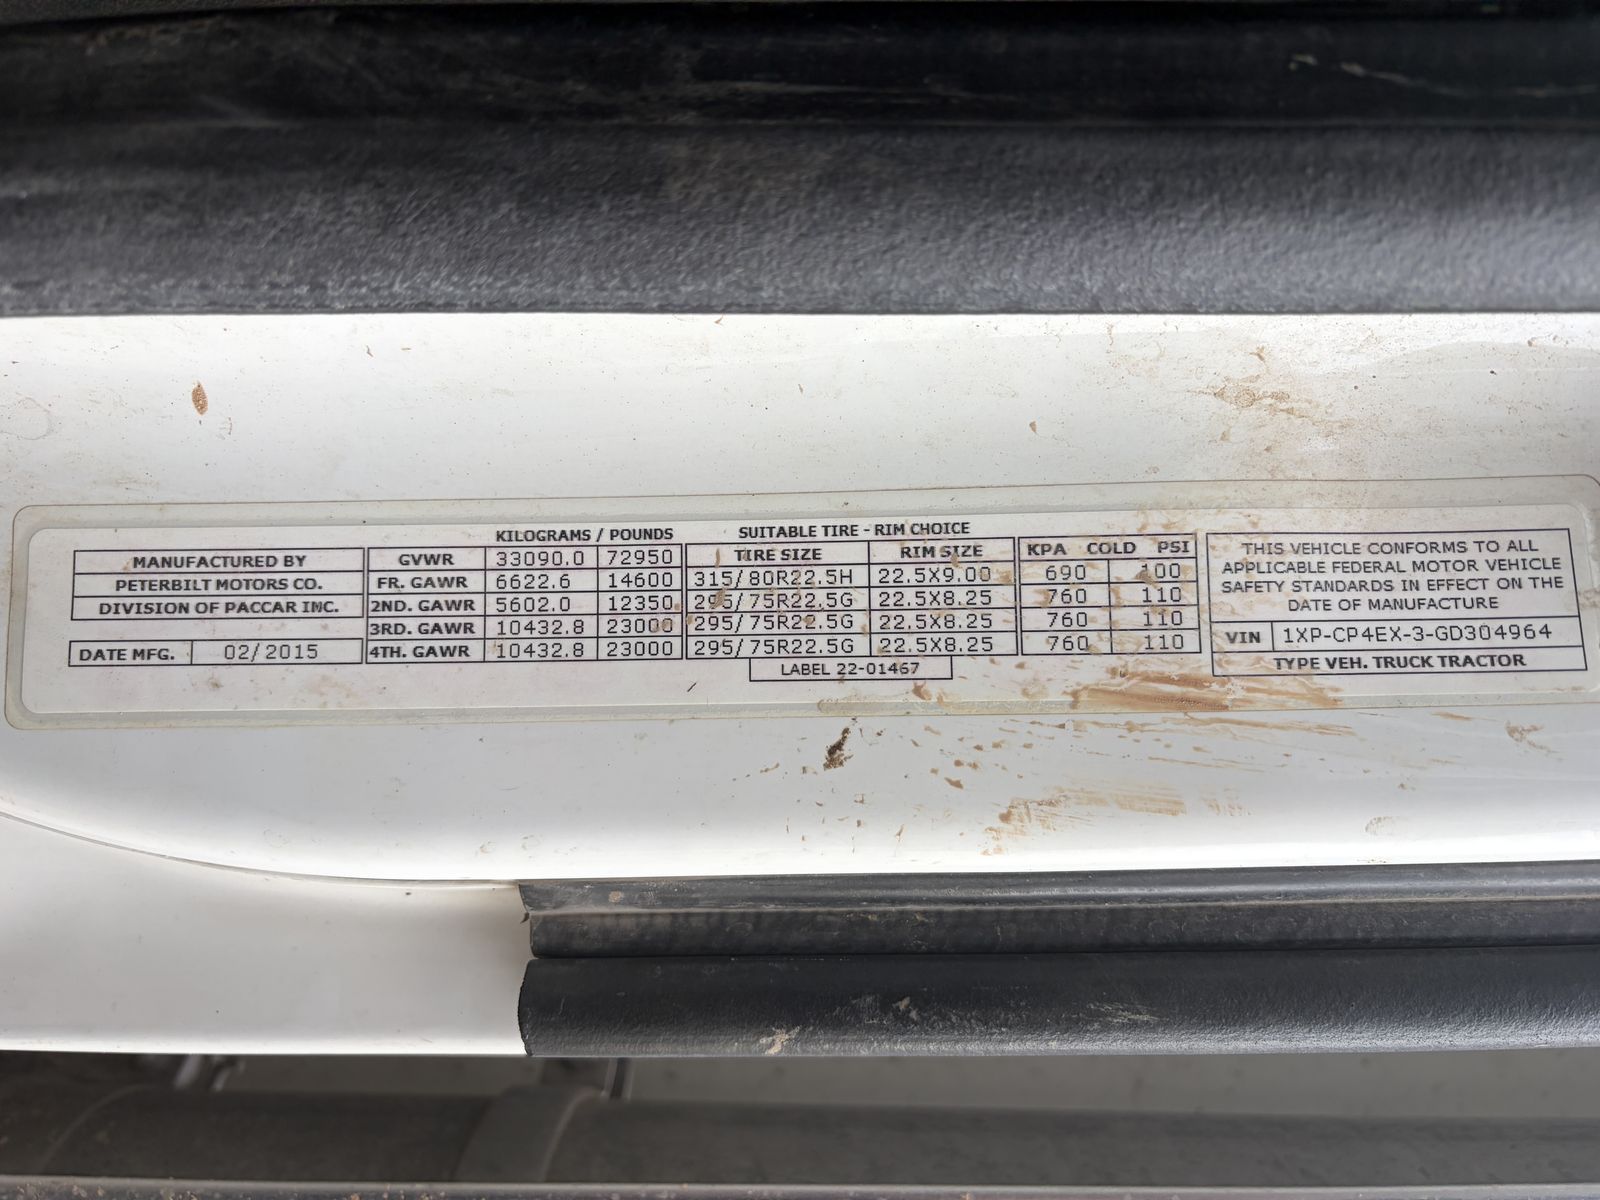 KILOGRAMS / POUNDS SUITABLE TIRE - RIM CHOICE
MANUFACTURED BY
PETERBILT MOTORS CO.
DIVISION OF PACCAR INC.
DATE MFG. 02/2015
GVWR 33090.0 72950 TIRE SIZE RIM SIZE KPA COLD PSI
FR. GAWR 6622.6 14600 315/80R22.5H 22.5X9.00 690 100
2ND. GAWR 5602.0 12350 295/75R22.5G 22.5X8.25 760 110
3RD. GAWR 10432.8 23000 295/75R22.5G 22.5X8.25 760 110
4TH. GAWR 10432.8 23000 295/75R22.5G 22.5X8.25 760 110
LABEL 22-01467
THIS VEHICLE CONFORMS TO ALL
APPLICABLE FEDERAL MOTOR VEHICLE
SAFETY STANDARDS IN EFFECT ON THE
DATE OF MANUFACTURE
VIN 1XP-CP4EX-3-GD304964
TYPE VEH. TRUCK TRACTOR